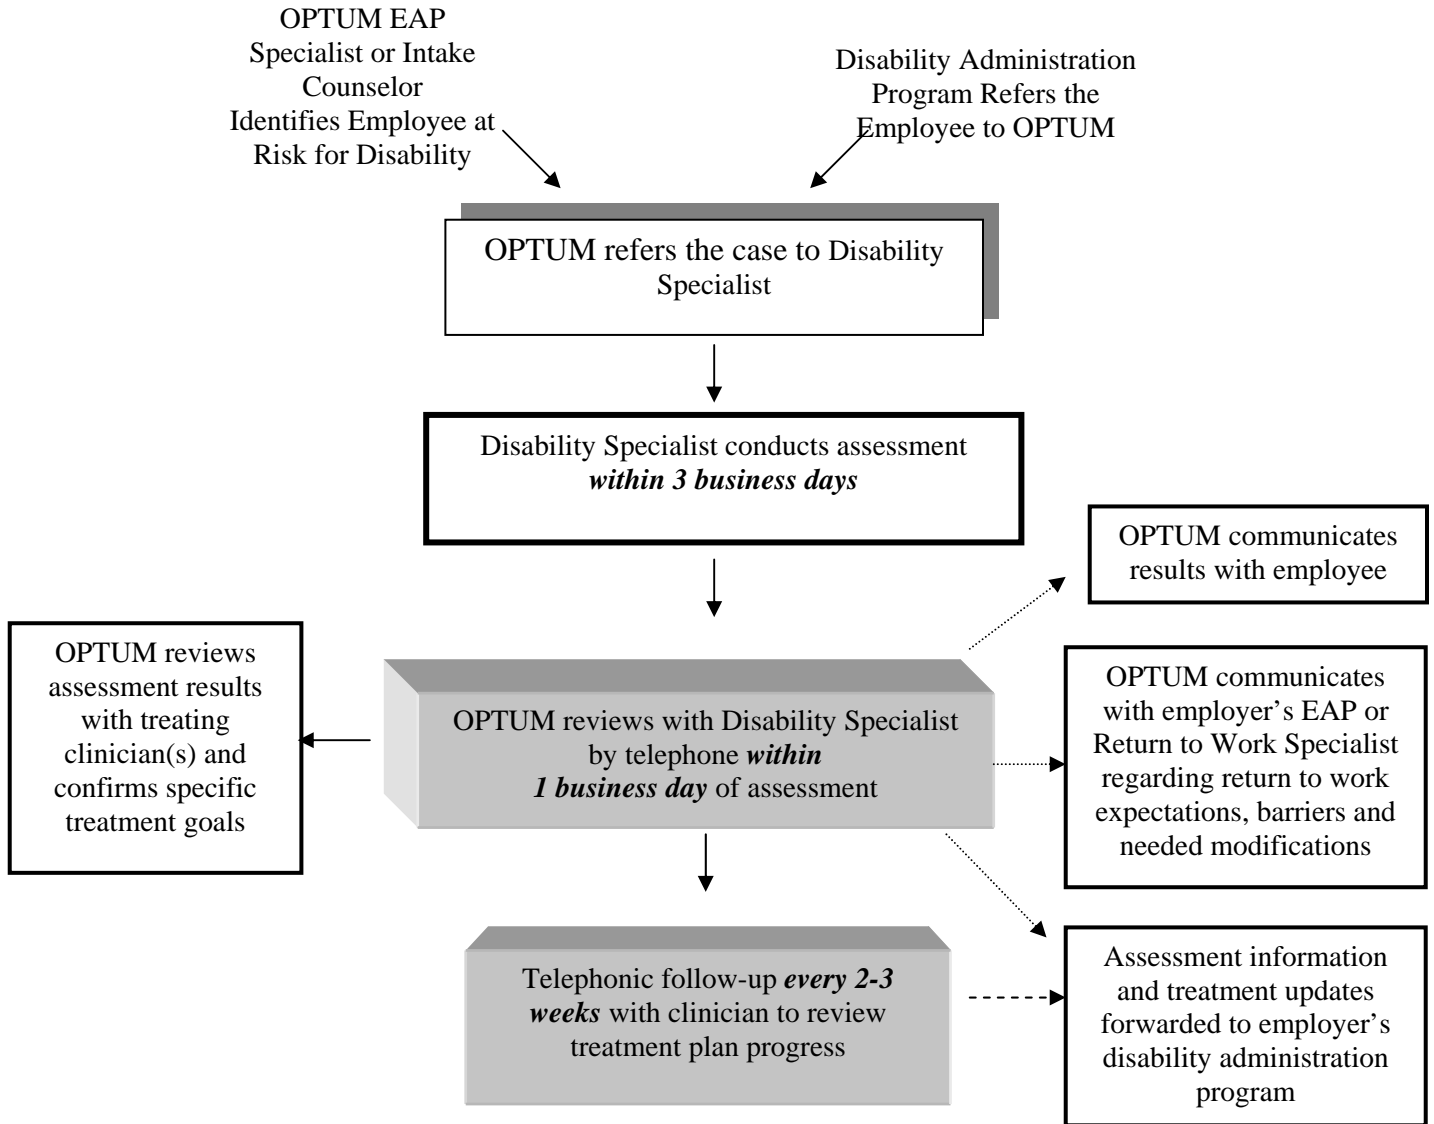 OPTUM EAP
Specialist or Intake
Counselor
Identifies Employee at
Risk for Disability
Disability Administration
Program Refers the
Employee to OPTUM
OPTUM refers the case to Disability
Specialist
Disability Specialist conducts assessment
within 3 business days
OPTUM communicates
results with employee
OPTUM reviews
assessment results
with treating
clinician(s) and
confirms specific
treatment goals
OPTUM reviews with Disability Specialist
by telephone within
1 business day of assessment
OPTUM communicates
with employer’s EAP or
Return to Work Specialist
regarding return to work
expectations, barriers and
needed modifications
Telephonic follow-up every 2-3
weeks with clinician to review
treatment plan progress
Assessment information
and treatment updates
forwarded to employer’s
disability administration
program